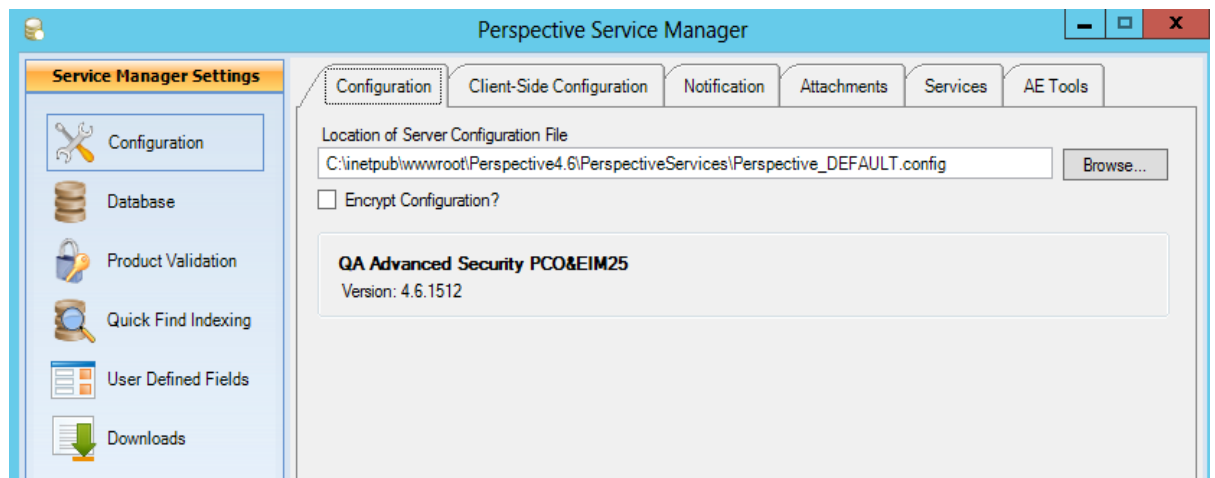 Perspective Service Manager
Service Manager Settings
Configuration
Database
Product Validation
Quick Find Indexing
User Defined Fields
Downloads
Configuration Client-Side Configuration Notification Attachments Services AE Tools
Location of Server Configuration File
C:\inetpub\wwwroot\Perspective4.6\PerspectiveServices\Perspective_DEFAULT.config Browse...
Encrypt Configuration?
QA Advanced Security PCO&EIM25
Version: 4.6.1512